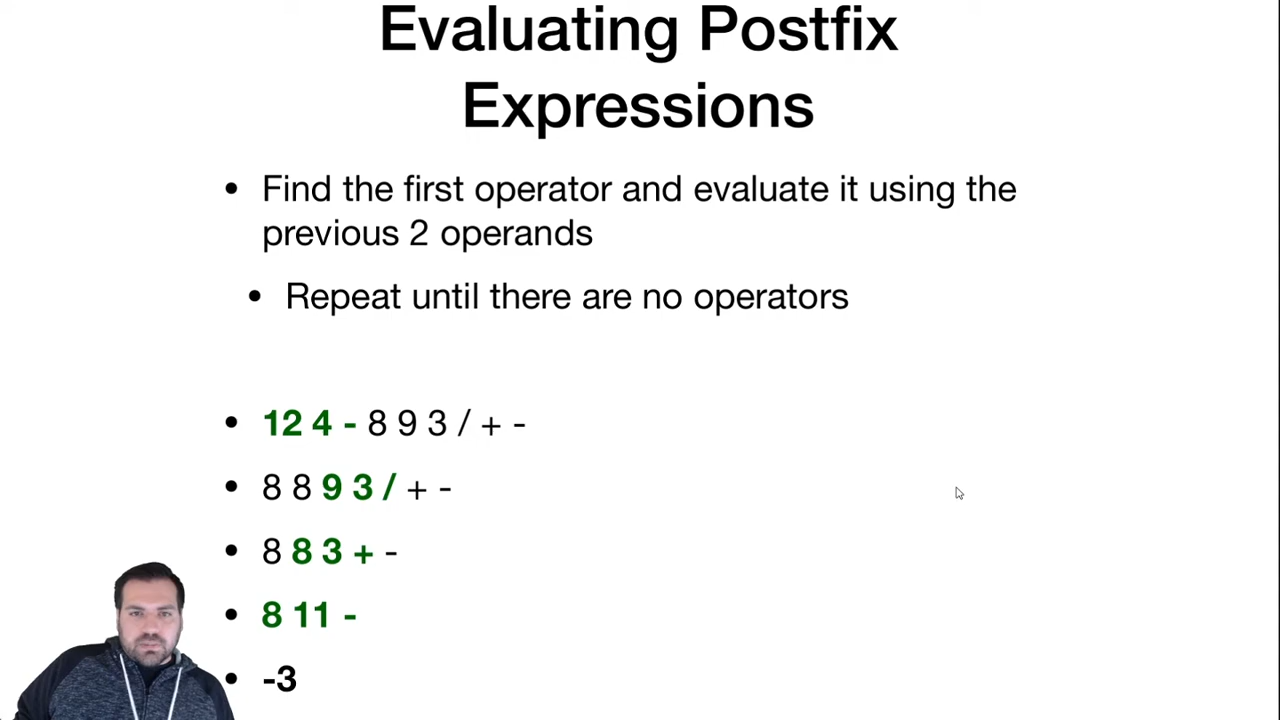 Evaluating Postfix
Expressions
• Find the first operator and evaluate it using the
previous 2 operands
• Repeat until there are no operators
• 12 4 - 8 9 3 / + -
• 8 8 9 3 / + -
• 8 8 3 + -
• 8 11 -
• -3